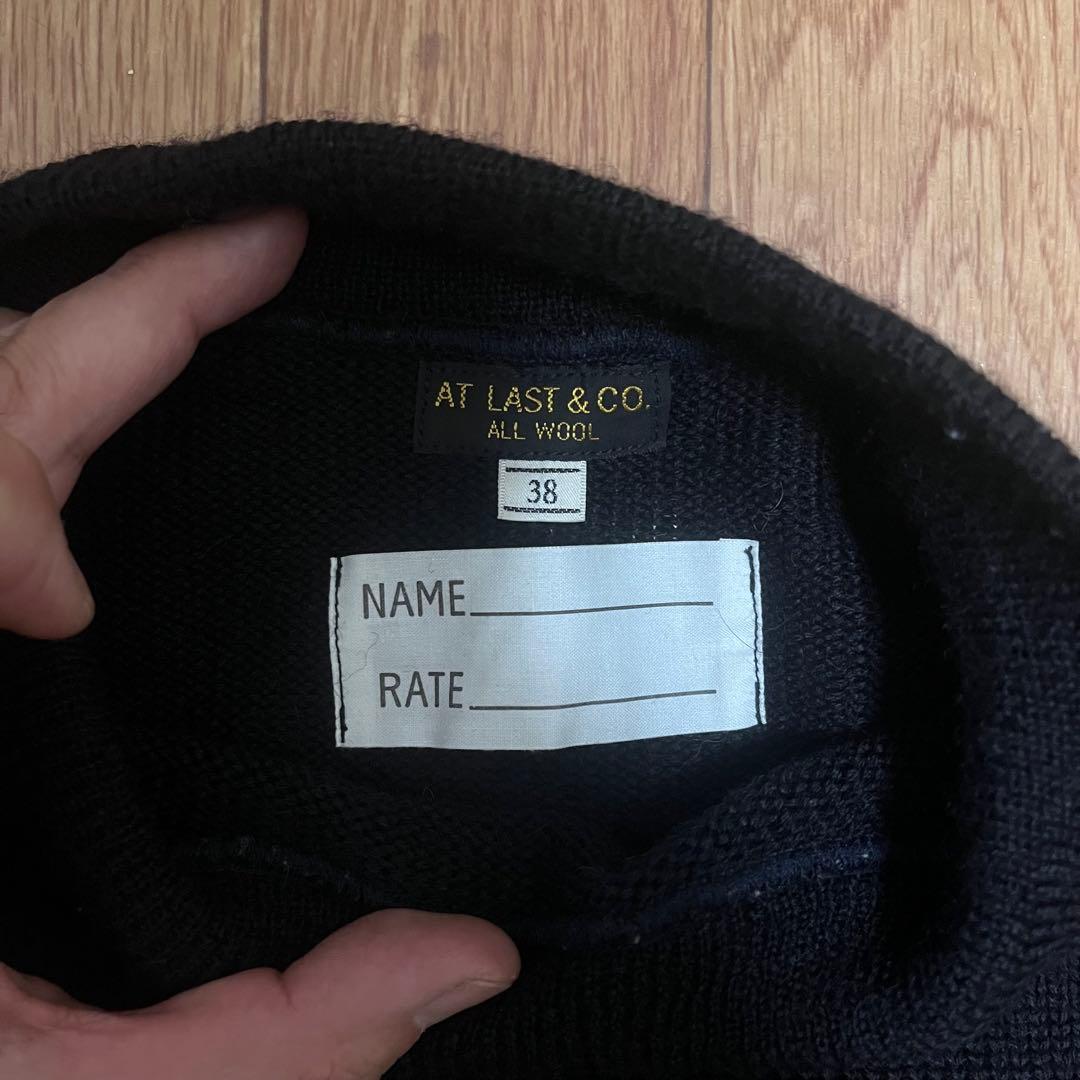 AT LAST & CO.
ALL WOOL
38
NAME
RATE